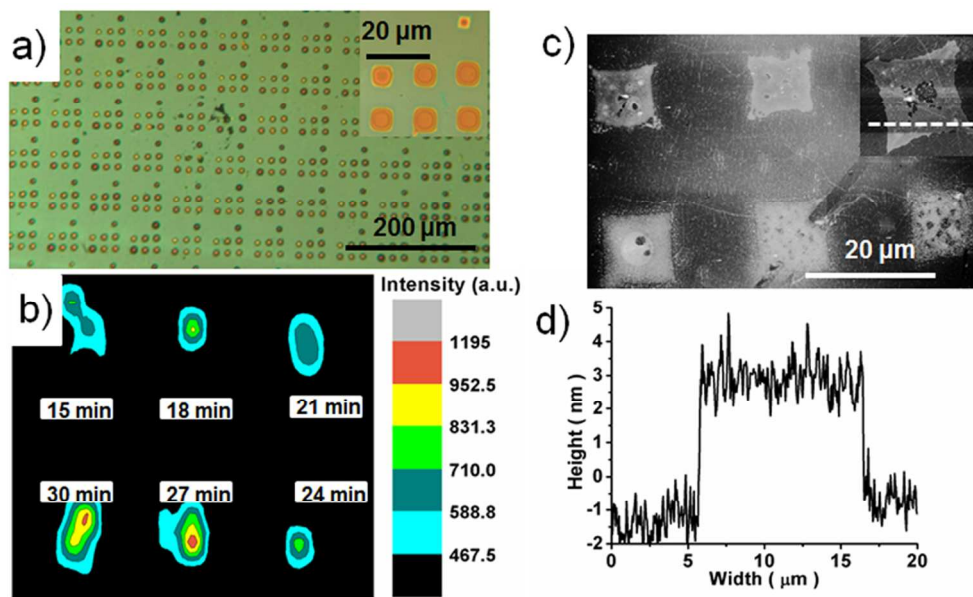 a)
20 µm
200 µm
b)
15 min
18 min
21 min
30 min
27 min
24 min
Intensity (a.u.)
1195
952.5
831.3
710.0
588.8
467.5
c)
20 µm
d)
Height ( nm)
5
4
3
2
1
0
-1
-2
0
5
10
15
20
Width ( µm)